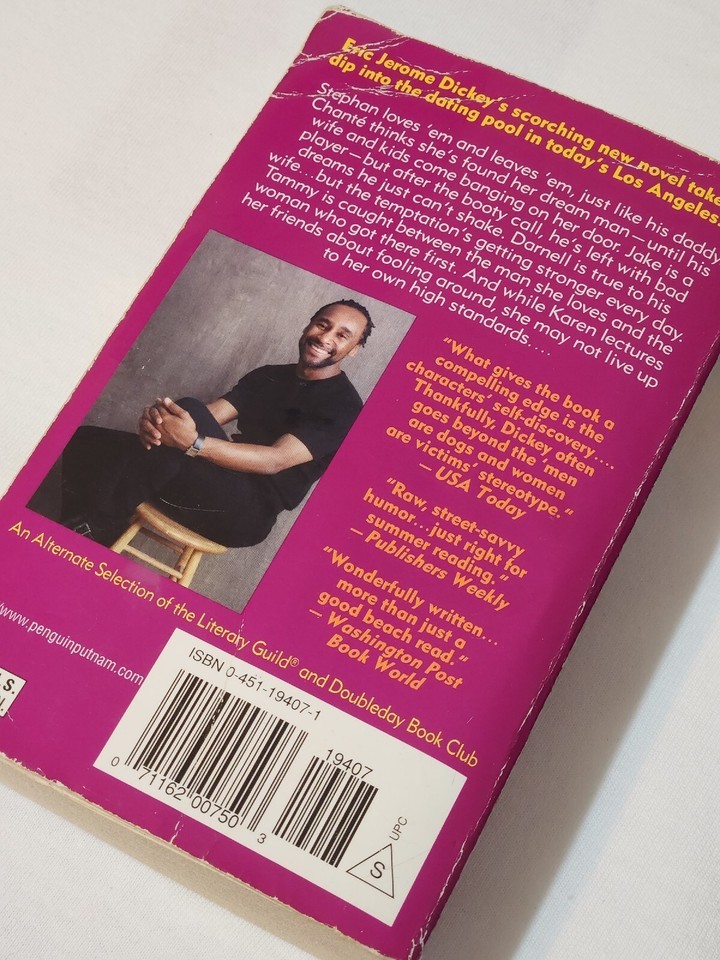 Eric Jerome Dickey's scorching new novel take
dip into the dating pool in today's Los Angeles.
Stephan loves 'em and leaves 'em, just like his daddy
Chanté thinks she's found her dream man—until his
wife and kids come banging on her door. Jake is a
player—but after the booty call, he's left with bad
dreams he just can't shake. Darnell is true to his
wife...but the temptation's getting stronger every day.
Tammy is caught between the man she loves and the
woman who got there first. And while Karen lectures
her friends about fooling around, she may not live up
to her own high standards....
"What gives the book a
compelling edge is the
characters' self-discovery....
Thankfully, Dickey often
goes beyond the 'men
are dogs and women
are victims' stereotype."
— USA Today
"Raw, street-savvy
humor...just right for
summer reading."
— Publishers Weekly
"Wonderfully written...
more than just a
good beach read."
— Washington Post
Book World
An Alternate Selection of the Literary Guild® and Doubleday Book Club
/www.penguinputnam.com
.S.
ISBN 0-451-19407-1
19407
0 71162 00750 3
UPC
S